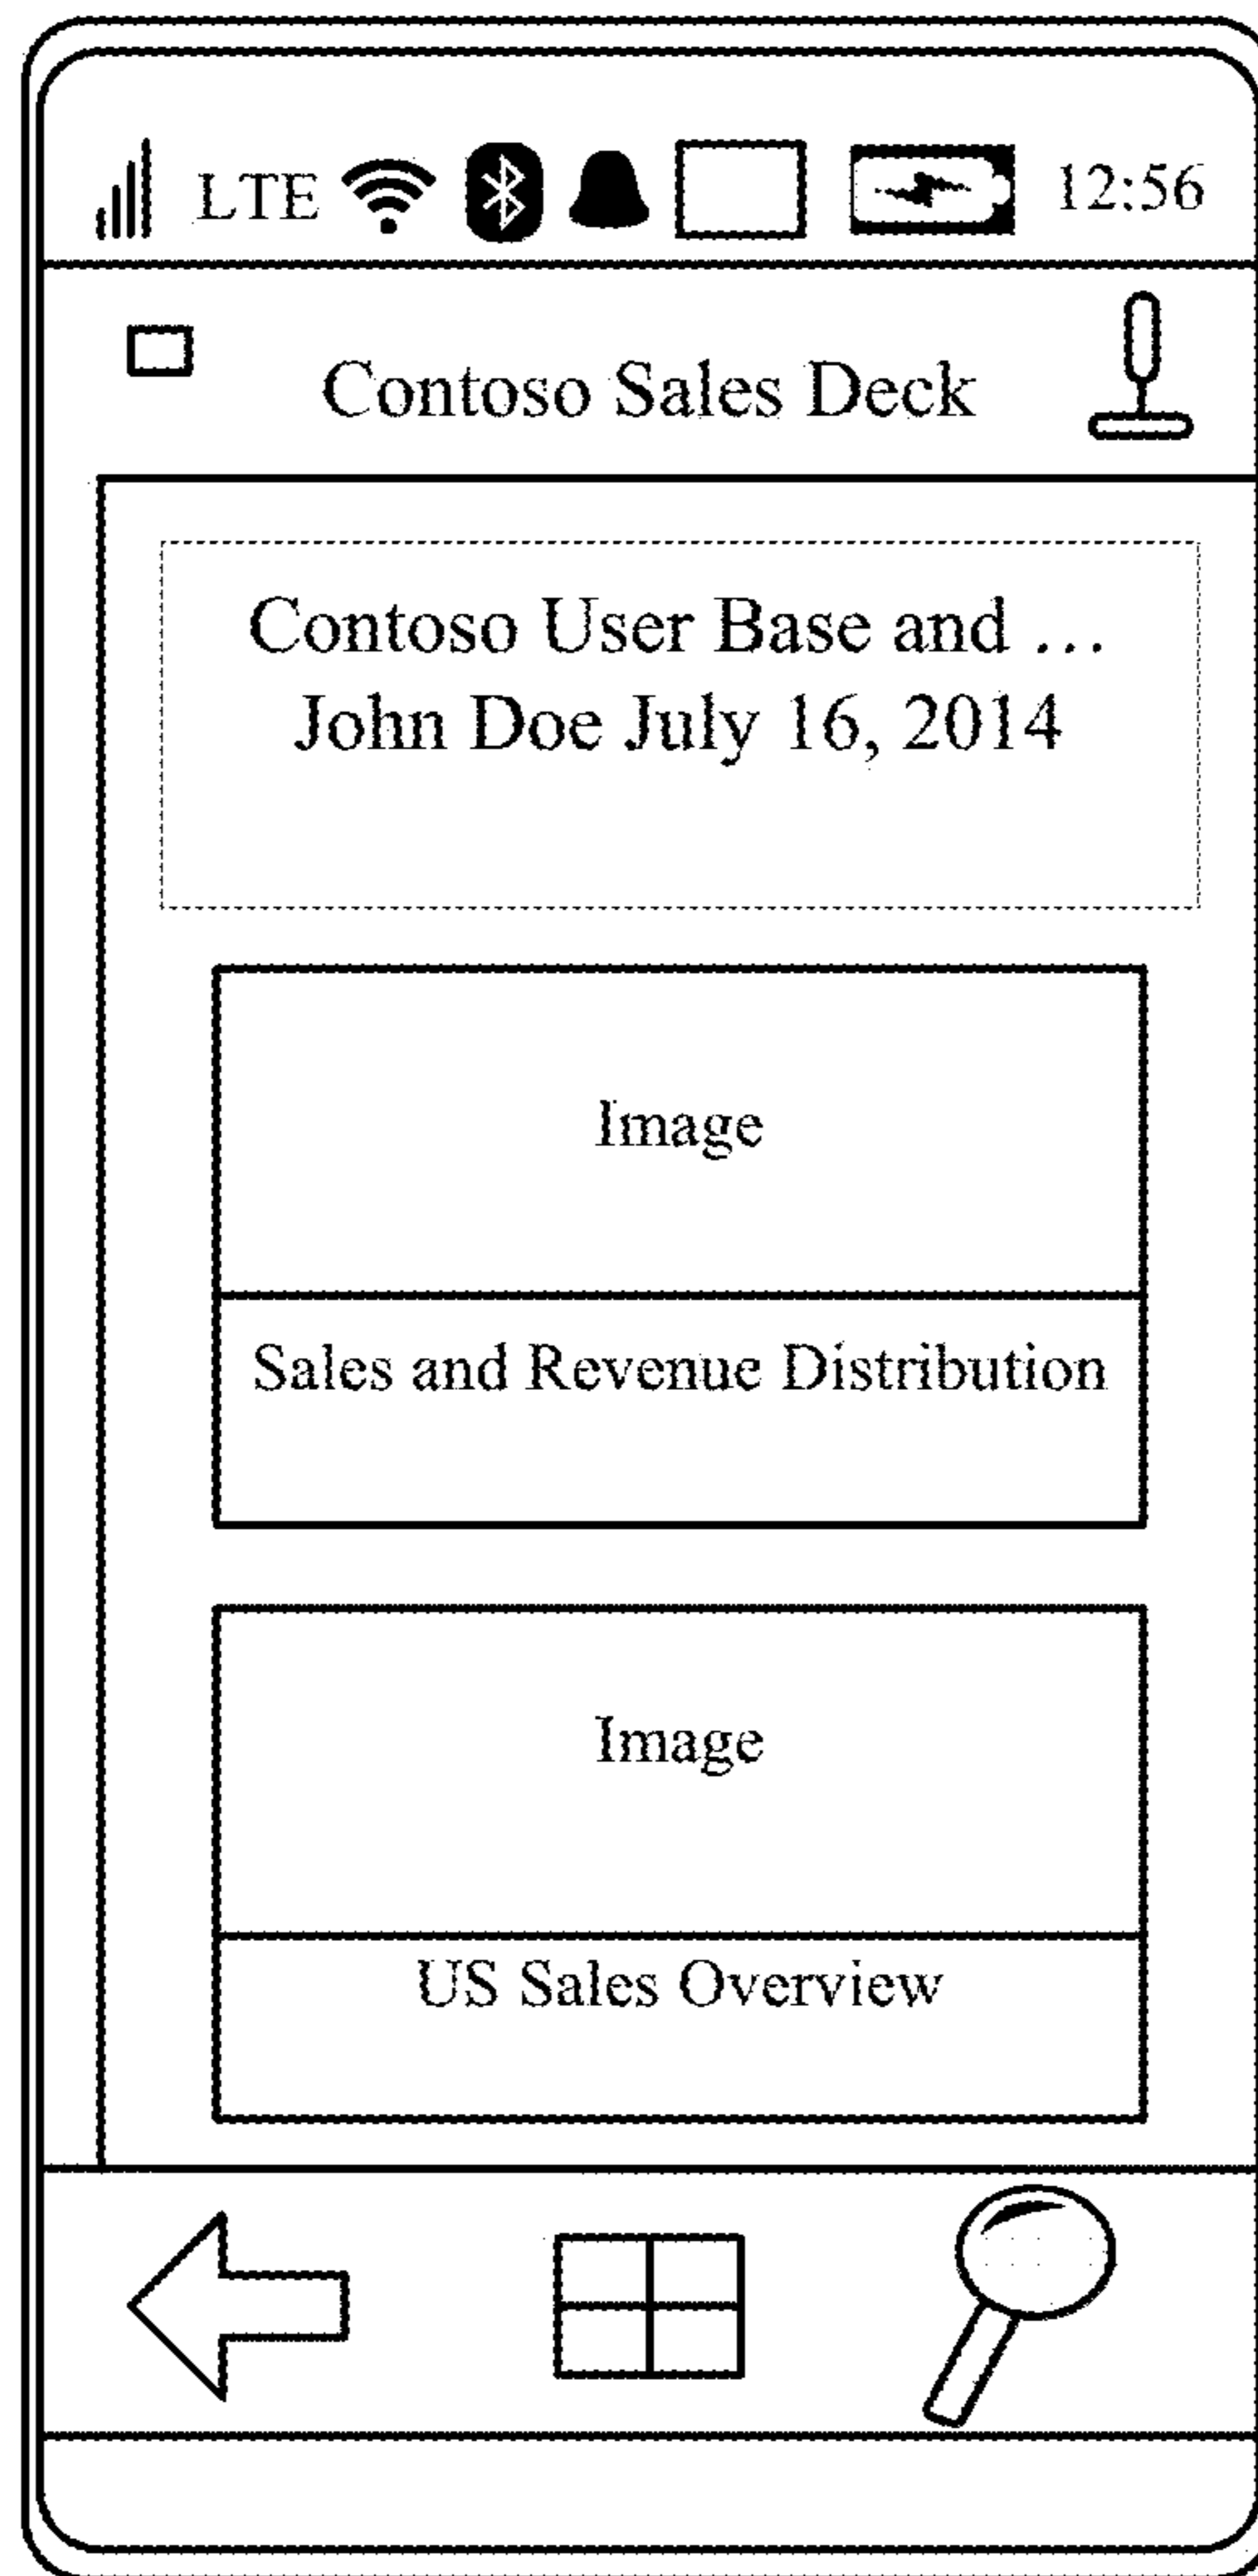 LTE 12:56
Contoso Sales Deck
Contoso User Base and ...
John Doe July 16, 2014
Image
Sales and Revenue Distribution
Image
US Sales Overview